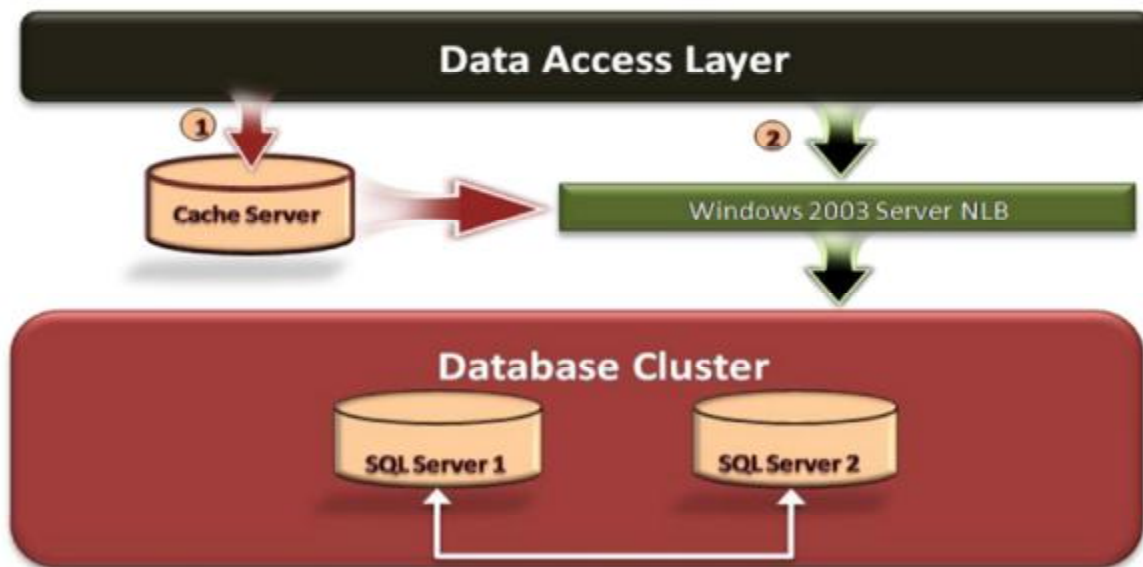 Data Access Layer
1
2
Cache Server
Windows 2003 Server NLB
Database Cluster
SQL Server 1
SQL Server 2